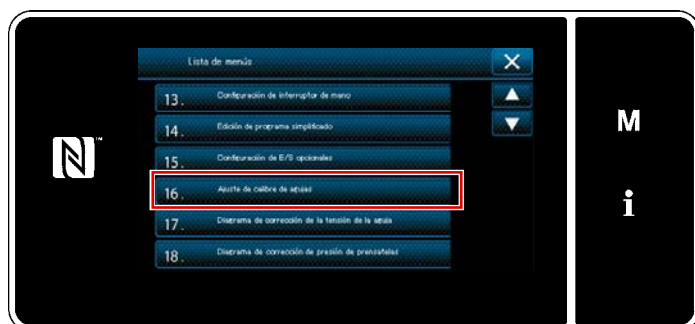 Lista de menús
13. Configuración de interruptor de mano
14. Edición de programa simplificado
15. Configuración de E/S opcionales
16. Ajuste de calibre de agujas
17. Diagrama de corrección de la tensión de la aguja
18. Diagrama de corrección de presión de prensatelas
M
i